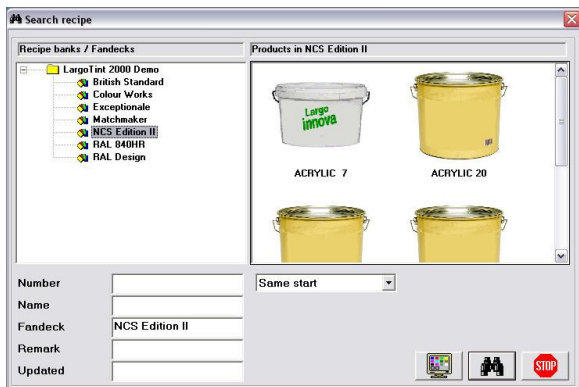 Search recipe
Recipe banks / Fandecks
Products in NCS Edition II
LargoTint 2000 Demo
British Standard
Colour Works
Exceptionale
Matchmaker
NCS Edition II
RAL 840HR
RAL Design
Largo
innova
ACRYLIC 7
ACRYLIC 20
Number
Same start
Name
Fandeck
NCS Edition II
Remark
Updated
STOP